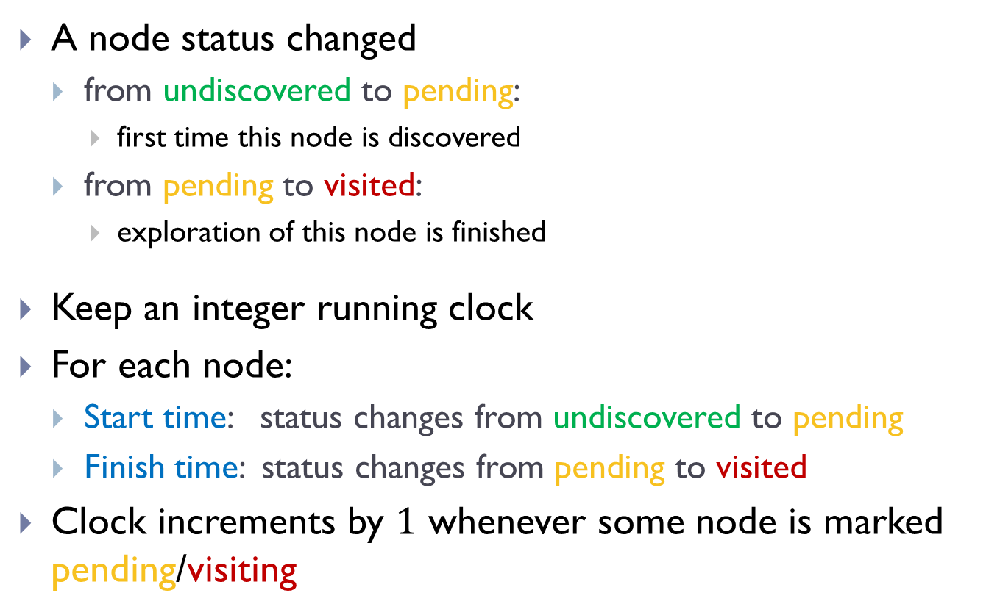 A node status changed
from undiscovered to pending:
first time this node is discovered
from pending to visited:
exploration of this node is finished
Keep an integer running clock
For each node:
Start time: status changes from undiscovered to pending
Finish time: status changes from pending to visited
Clock increments by 1 whenever some node is marked
pending/visiting